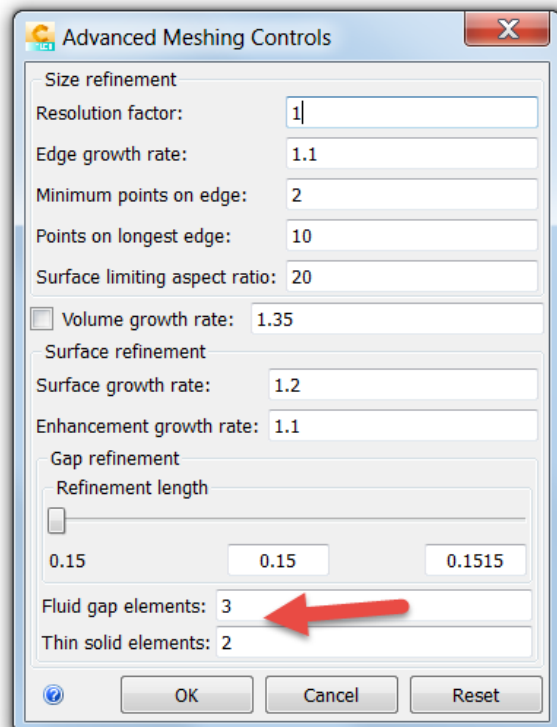 Advanced Meshing Controls
X
Size refinement
Resolution factor: 1
Edge growth rate: 1.1
Minimum points on edge: 2
Points on longest edge: 10
Surface limiting aspect ratio: 20
Volume growth rate: 1.35
Surface refinement
Surface growth rate: 1.2
Enhancement growth rate: 1.1
Gap refinement
Refinement length
0.15 0.15 0.1515
Fluid gap elements: 3
Thin solid elements: 2
? OK Cancel Reset